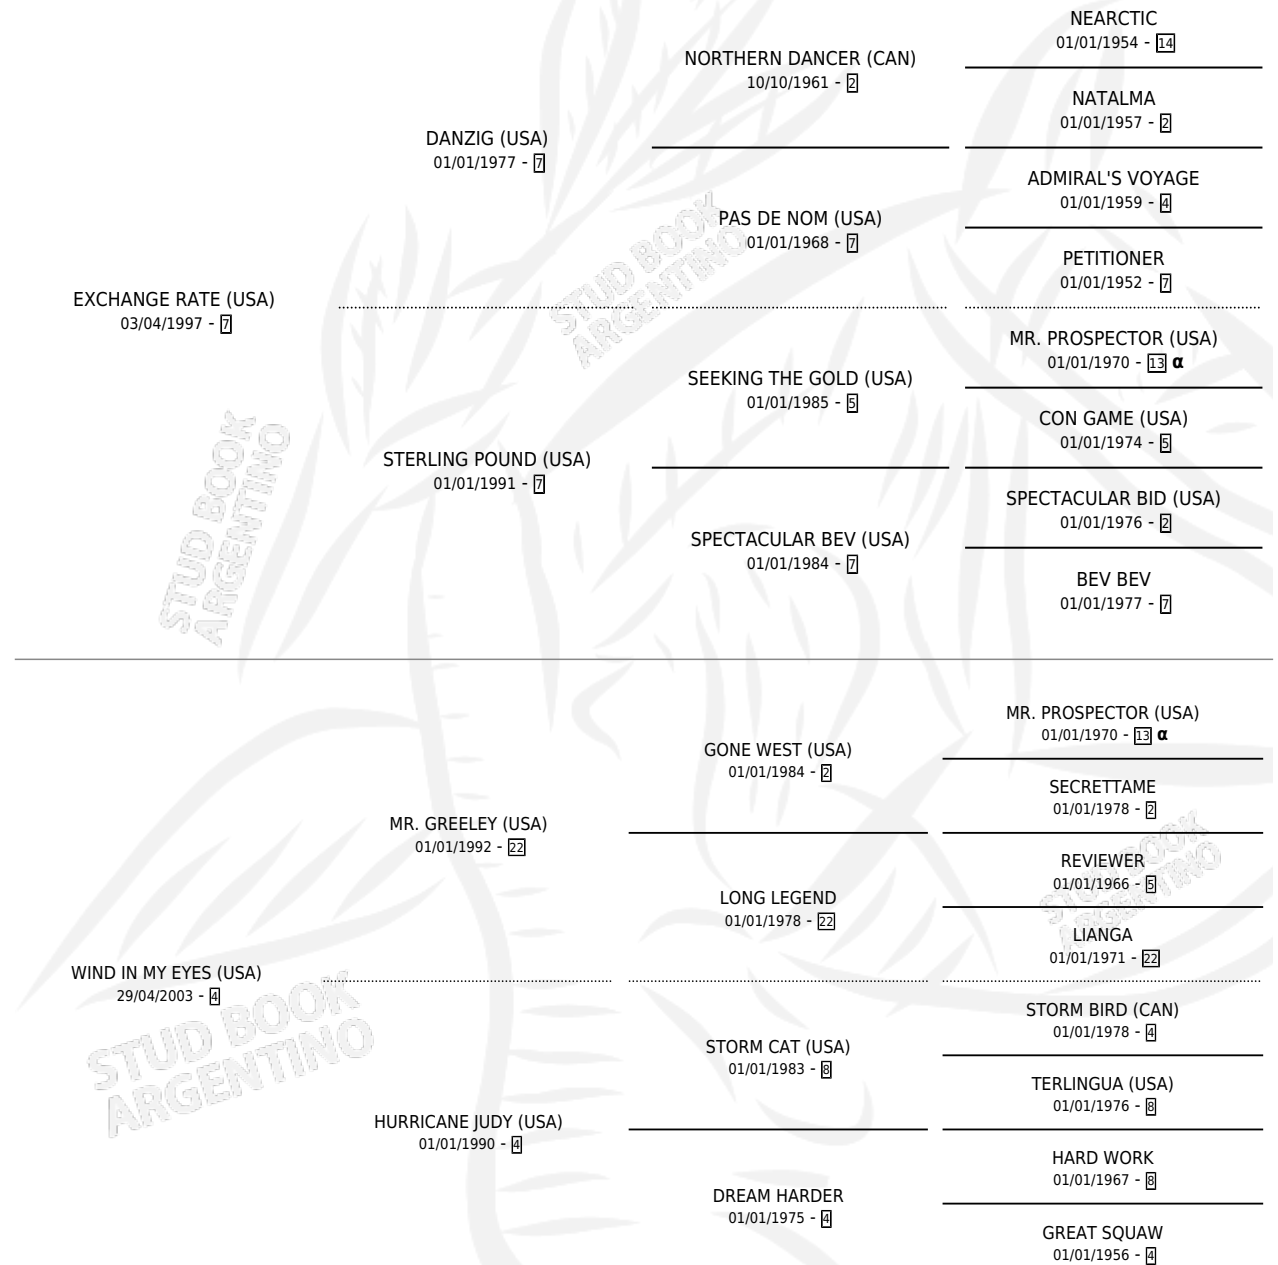 NEARCTIC
01/01/1954 - 14
NORTHERN DANCER (CAN)
10/10/1961 - 2
NATALMA
01/01/1957 - 2
DANZIG (USA)
01/01/1977 - 7
ADMIRAL'S VOYAGE
01/01/1959 - 4
PAS DE NOM (USA)
01/01/1968 - 7
PETITIONER
01/01/1952 - 7
EXCHANGE RATE (USA)
03/04/1997 - 7
MR. PROSPECTOR (USA)
01/01/1970 - 13 α
SEEKING THE GOLD (USA)
01/01/1985 - 5
CON GAME (USA)
01/01/1974 - 5
STERLING POUND (USA)
01/01/1991 - 7
SPECTACULAR BID (USA)
01/01/1976 - 2
SPECTACULAR BEV (USA)
01/01/1984 - 7
BEV BEV
01/01/1977 - 7
MR. PROSPECTOR (USA)
01/01/1970 - 13 α
GONE WEST (USA)
01/01/1984 - 2
SECRETTAME
01/01/1978 - 2
MR. GREELEY (USA)
01/01/1992 - 22
REVIEWER
01/01/1966 - 5
LONG LEGEND
01/01/1978 - 22
LIANGA
01/01/1971 - 22
WIND IN MY EYES (USA)
29/04/2003 - 4
STORM BIRD (CAN)
01/01/1978 - 4
STORM CAT (USA)
01/01/1983 - 8
TERLINGUA (USA)
01/01/1976 - 8
HURRICANE JUDY (USA)
01/01/1990 - 4
HARD WORK
01/01/1967 - 8
DREAM HARDER
01/01/1975 - 4
GREAT SQUAW
01/01/1956 - 4
STUD BOOK
ARGENTINO
STUD BOOK
ARGENTINO
STUD BOOK
ARGENTINO
STUD BOOK
ARGENTINO